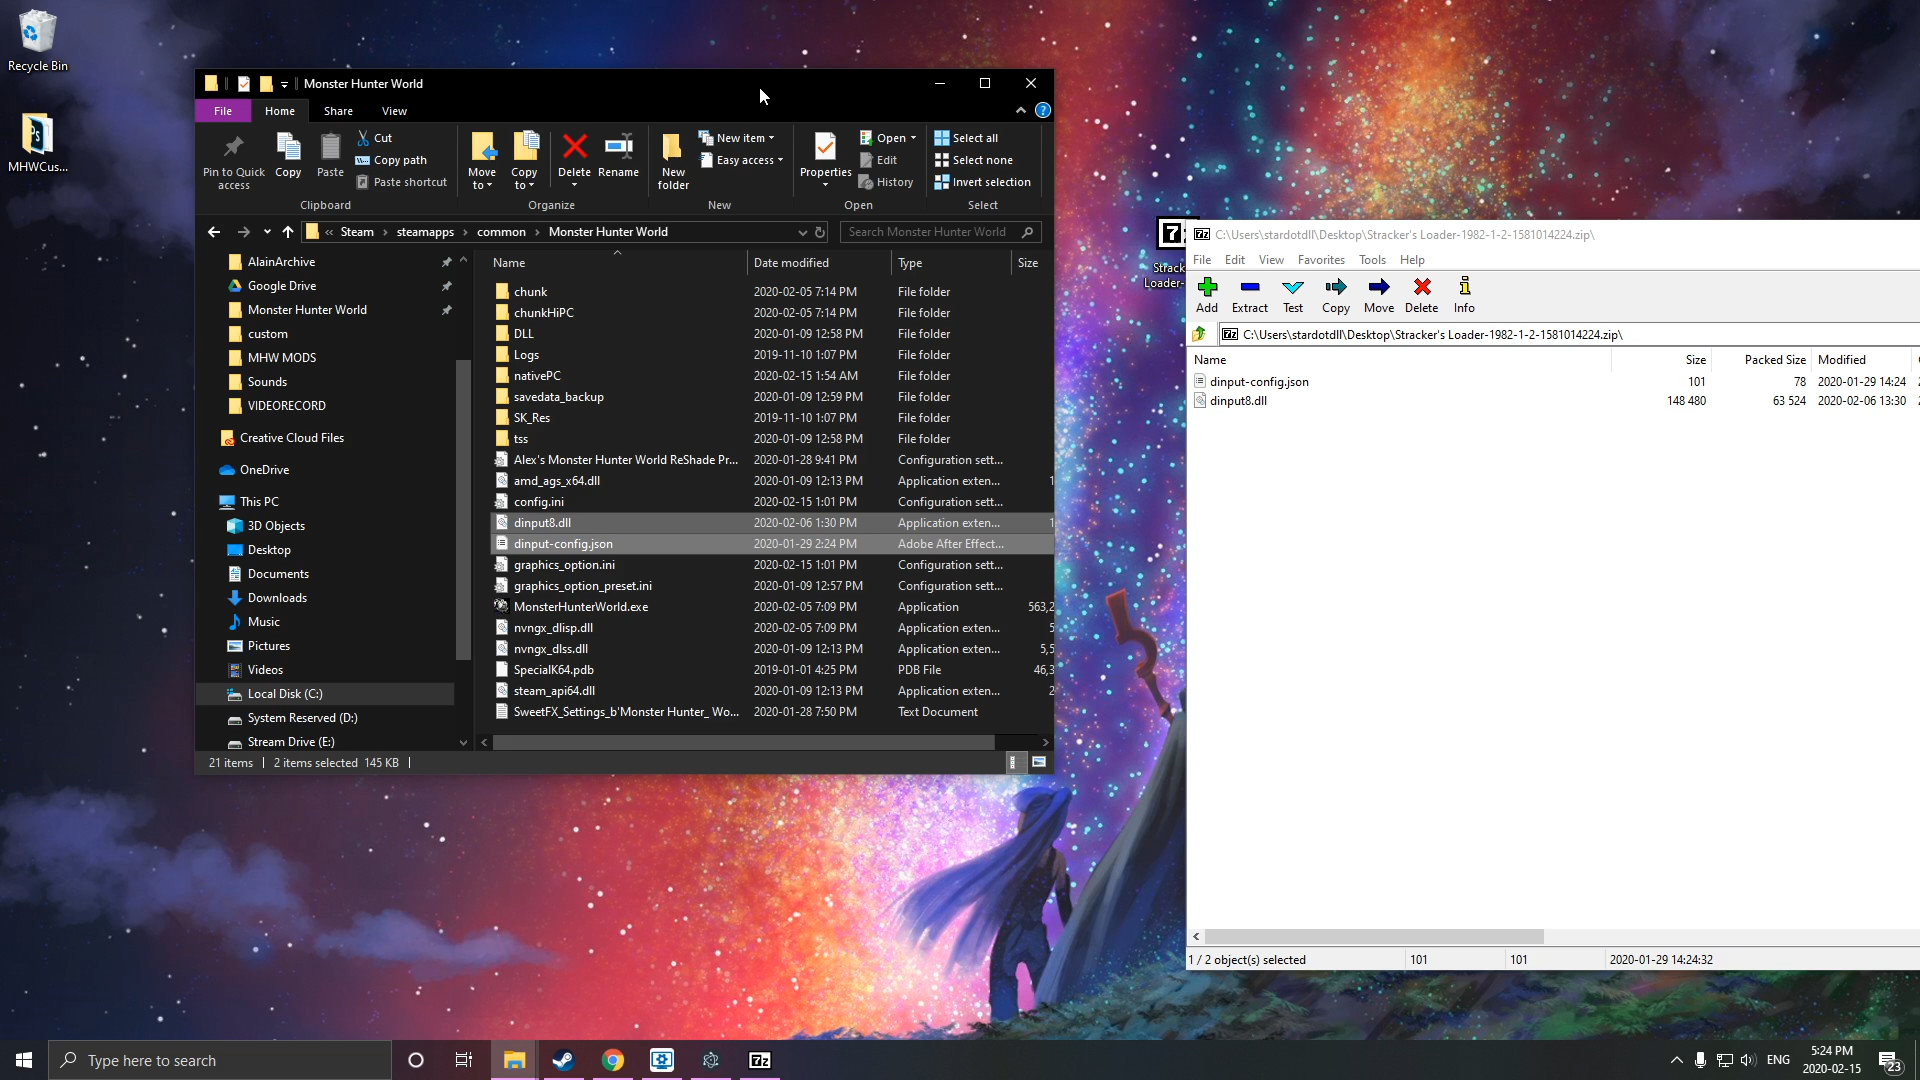 Recycle Bin
MHWCus...
Monster Hunter World
File
Home
Share
View
Pin to Quick access
Copy
Paste
Cut
Copy path
Paste shortcut
Move to
Copy to
Delete
Rename
New folder
New item
Easy access
Properties
Open
Edit
History
Select all
Select none
Invert selection
Clipboard
Organize
New
Open
Select
« Steam > steamapps > common > Monster Hunter World
Search Monster Hunter World
AlainArchive
Google Drive
Monster Hunter World
custom
MHW MODS
Sounds
VIDEORECORD
Creative Cloud Files
OneDrive
This PC
3D Objects
Desktop
Documents
Downloads
Music
Pictures
Videos
Local Disk (C:)
System Reserved (D:)
Stream Drive (E:)
Name Date modified Type Size
chunk 2020-02-05 7:14 PM File folder
chunkHiPC 2020-02-05 7:14 PM File folder
DLL 2020-01-09 12:58 PM File folder
Logs 2019-11-10 1:07 PM File folder
nativePC 2020-02-15 1:54 AM File folder
savedata_backup 2020-01-09 12:59 PM File folder
SK_Res 2019-11-10 1:07 PM File folder
tss 2020-01-09 12:58 PM File folder
Alex's Monster Hunter World ReShade Pr... 2020-01-28 9:41 PM Configuration sett...
amd_ags_x64.dll 2020-01-09 12:13 PM Application exten... 1
config.ini 2020-02-15 1:01 PM Configuration sett...
dinput8.dll 2020-02-06 1:30 PM Application exten... 1
dinput-config.json 2020-01-29 2:24 PM Adobe After Effect...
graphics_option.ini 2020-02-15 1:01 PM Configuration sett...
graphics_option_preset.ini 2020-01-09 12:57 PM Configuration sett...
MonsterHunterWorld.exe 2020-02-05 7:09 PM Application 563,2
nvngx_dlisp.dll 2020-02-05 7:09 PM Application exten... 5
nvngx_dlss.dll 2020-01-09 12:13 PM Application exten... 5,5
SpecialK64.pdb 2019-01-01 4:25 PM PDB File 46,3
steam_api64.dll 2020-01-09 12:13 PM Application exten... 2
SweetFX_Settings_b'Monster Hunter_ Wo... 2020-01-28 7:50 PM Text Document
21 items 2 items selected 145 KB
7
Strack
Loader-
7z C:\Users\stardotdll\Desktop\Stracker's Loader-1982-1-2-1581014224.zip\
File Edit View Favorites Tools Help
Add Extract Test Copy Move Delete Info
7z C:\Users\stardotdll\Desktop\Stracker's Loader-1982-1-2-1581014224.zip\
Name Size Packed Size Modified
dinput-config.json 101 78 2020-01-29 14:24
dinput8.dll 148 480 63 524 2020-02-06 13:30
1 / 2 object(s) selected 101 101 2020-01-29 14:24:32
Type here to search
7z
ENG
5:24 PM
2020-02-15
23